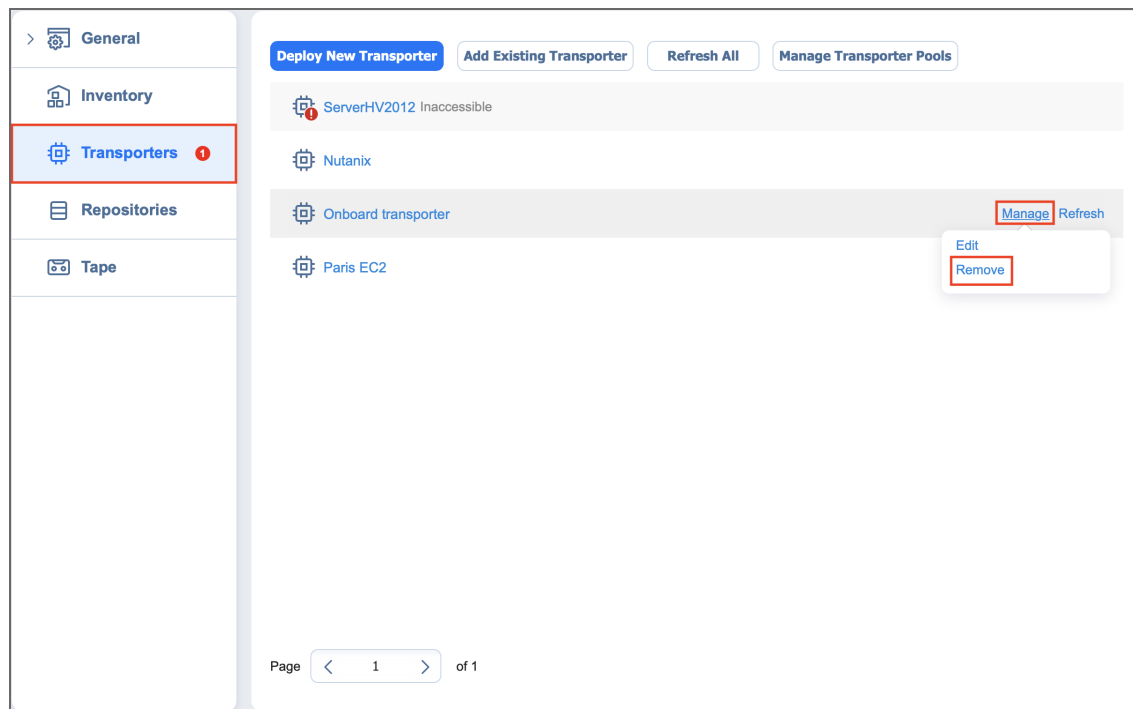 General
Inventory
Transporters 1
Repositories
Tape
Deploy New Transporter Add Existing Transporter Refresh All Manage Transporter Pools
ServerHV2012 Inaccessible
Nutanix
Onboard transporter Manage Refresh
Edit
Remove
Paris EC2
Page 1 of 1